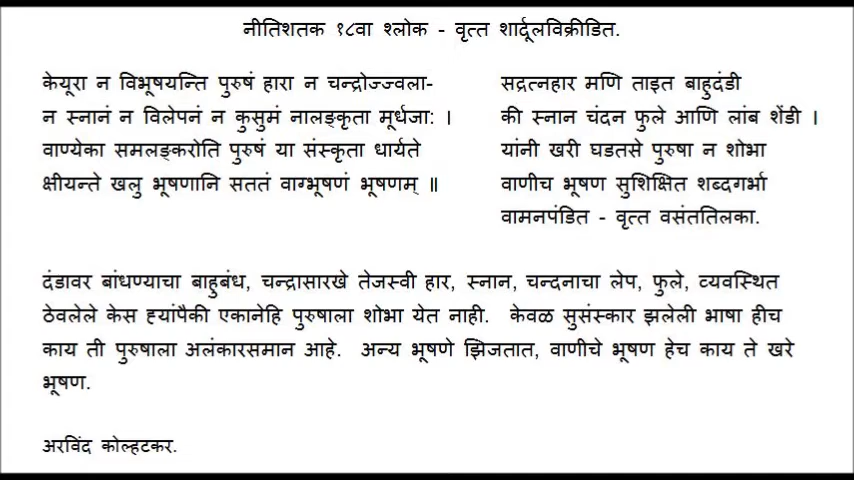 नीतिशतक १८वा श्लोक - वृत्त शार्दूलविक्रीडित.
केयूरा न विभूषयन्ति पुरुषं हारा न चन्द्रोज्ज्वला-
न स्नानं न विलेपनं न कुसुमं नालङ्कृता मूर्धजा: ।
वाण्येका समलङ्करोति पुरुषं या संस्कृता धार्यते
क्षीयन्ते खलु भूषणानि सततं वाग्भूषणं भूषणम् ॥
सद्रत्नहार मणि ताइत बाहुदंडी
की स्नान चंदन फुले आणि लांब शेंडी ।
यांनी खरी घडतसे पुरुषा न शोभा
वाणीच भूषण सुशिक्षित शब्दगर्भा
वामनपंडित - वृत्त वसंततिलका.
दंडावर बांधण्याचा बाहुबंध, चन्द्रासारखे तेजस्वी हार, स्नान, चन्दनाचा लेप, फुले, व्यवस्थित
ठेवलेले केस ह्यांपैकी एकानेहि पुरुषाला शोभा येत नाही. केवळ सुसंस्कार झलेली भाषा हीच
काय ती पुरुषाला अलंकारसमान आहे. अन्य भूषणे झिजतात, वाणीचे भूषण हेच काय ते खरे
भूषण.
अरविंद कोल्हटकर.